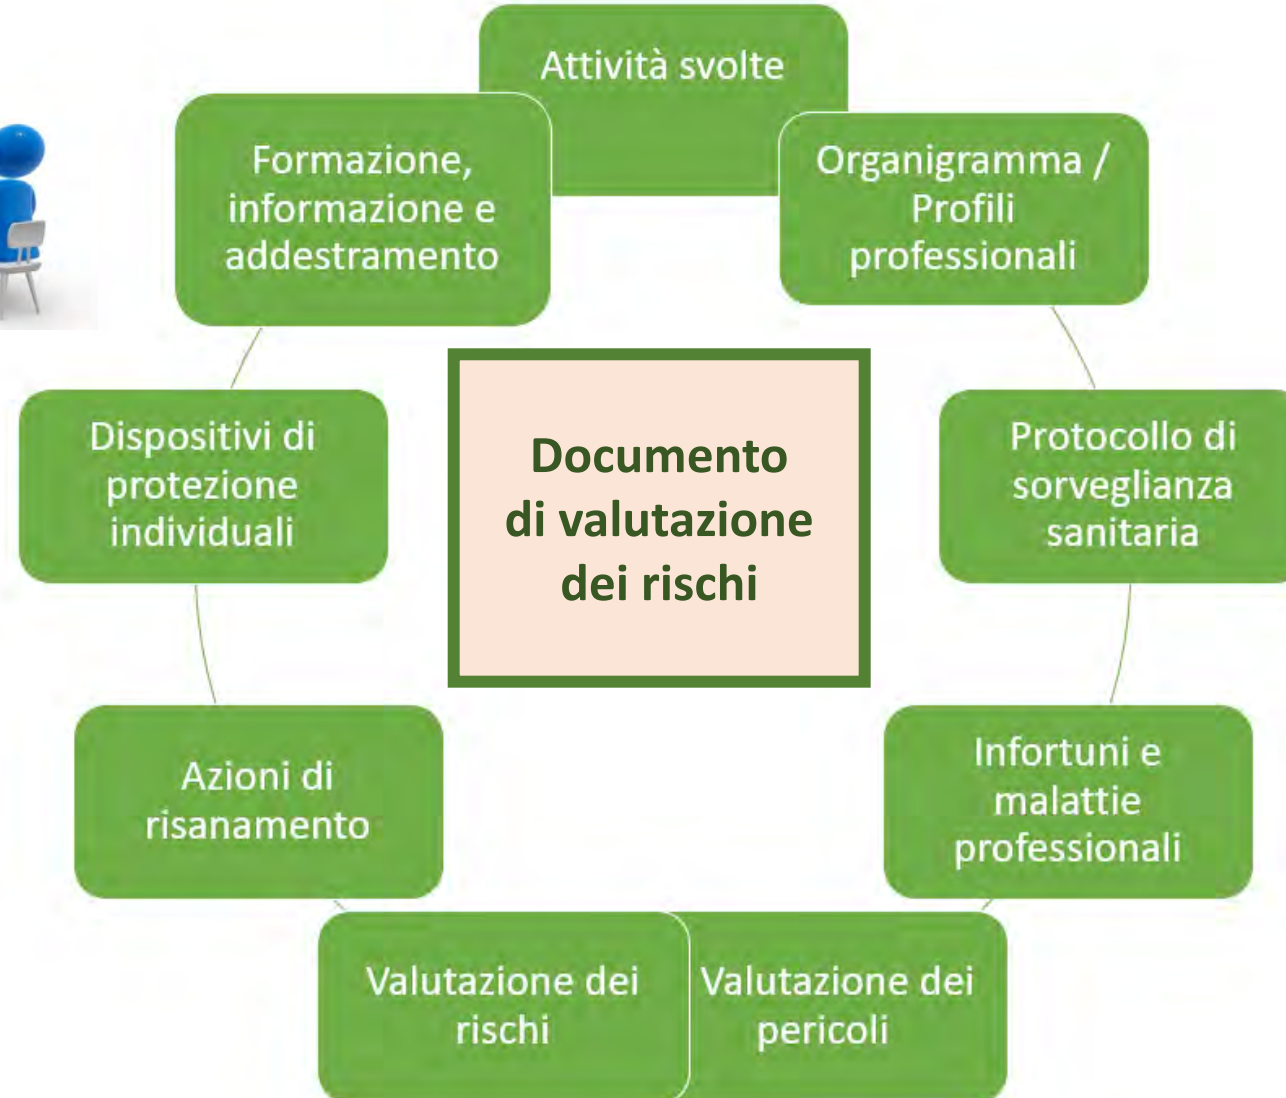 Attività svolte
Organigramma /
Profili
professionali
Protocollo di
sorveglianza
sanitaria
Infortuni e
malattie
professionali
Valutazione dei
pericoli
Valutazione dei
rischi
Azioni di
risanamento
Dispositivi di
protezione
individuali
Formazione,
informazione e
addestramento
Documento
di valutazione
dei rischi